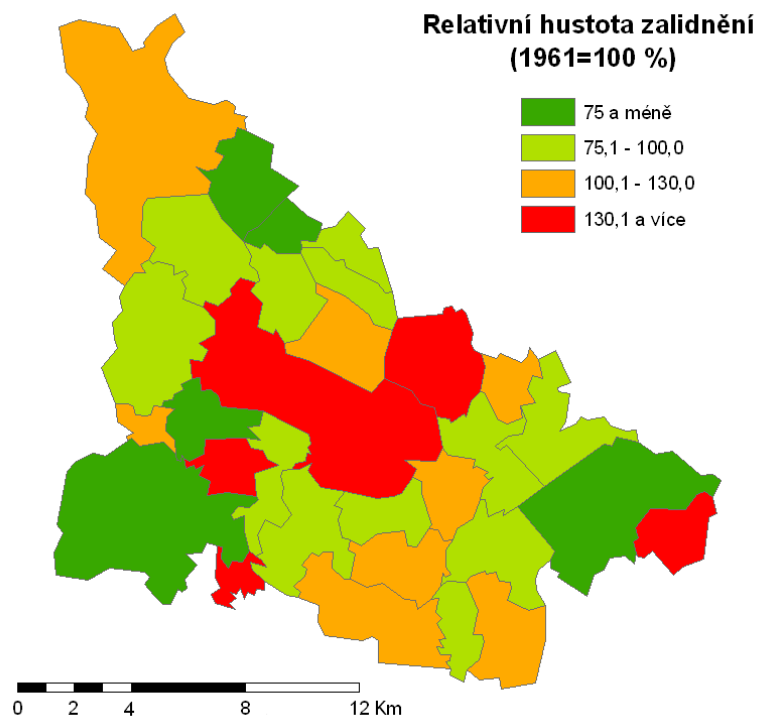 Relativní hustota zalidnění
(1961=100 %)
75 a méně
75,1 - 100,0
100,1 - 130,0
130,1 a více
0 2 4 8 12 Km